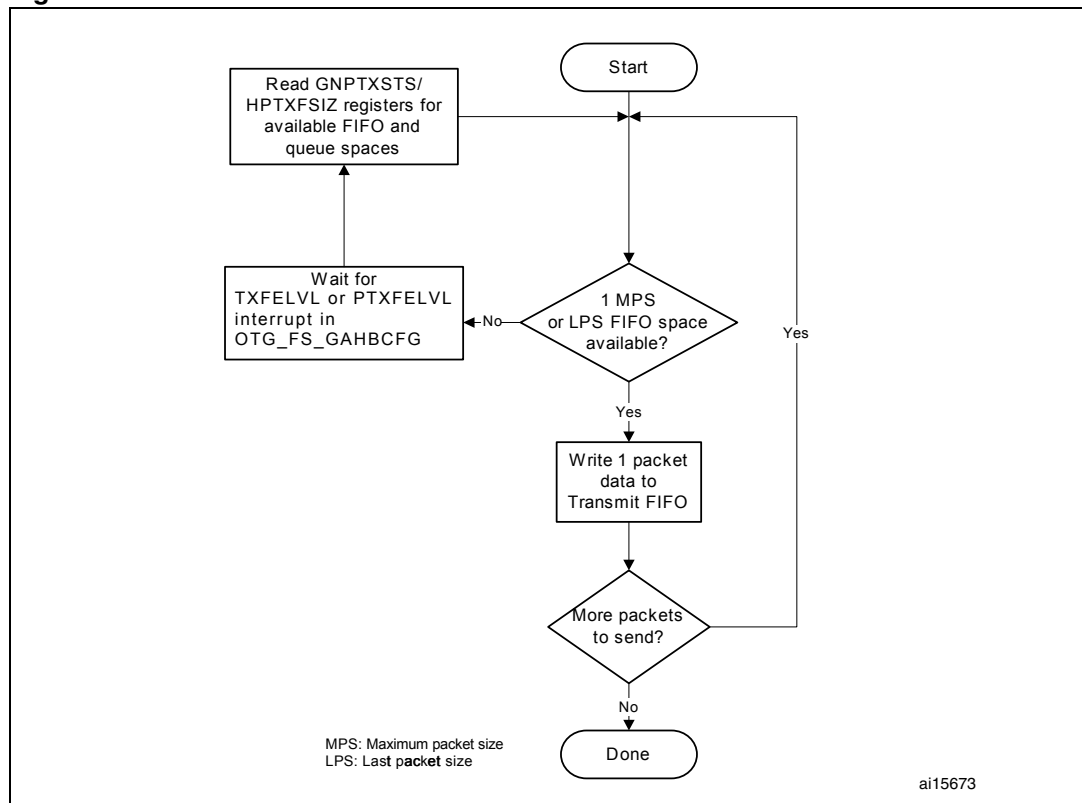 Start
Read GNPTXSTS/
HPTXFSIZ registers for
available FIFO and
queue spaces
Wait for
TXFELVL or PTXFELVL
interrupt in
OTG_FS_GAHBCFG
No
1 MPS
or LPS FIFO space
available?
Yes
Yes
Write 1 packet
data to
Transmit FIFO
More packets
to send?
No
Done
MPS: Maximum packet size
LPS: Last packet size
ai15673